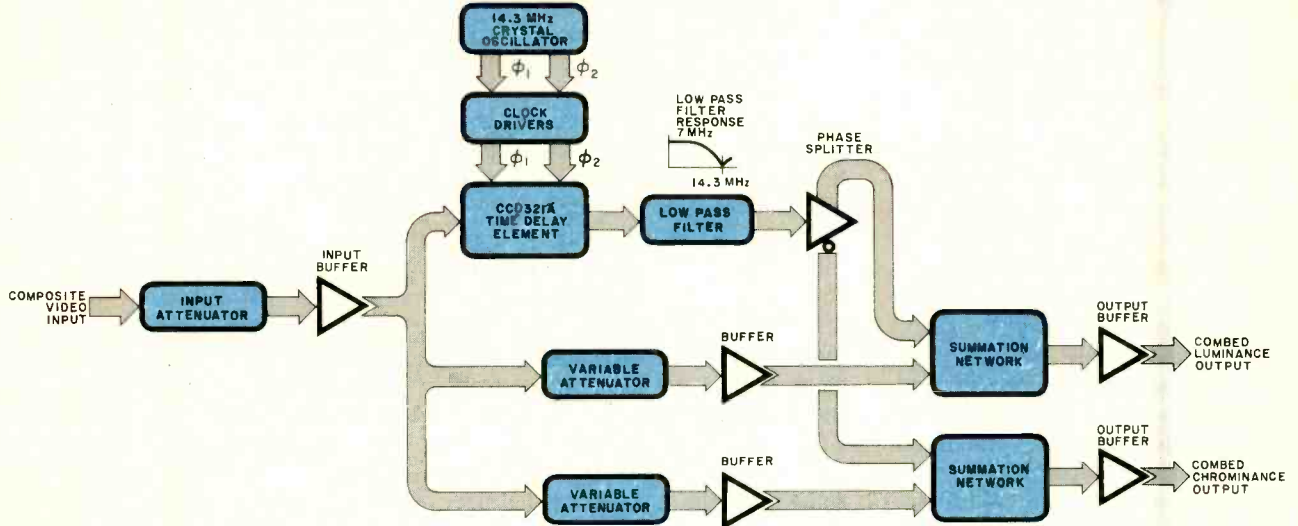 14.3 MHz
CRYSTAL
OSCILLATOR
ϕ1
ϕ2
CLOCK
DRIVERS
ϕ1
ϕ2
LOW PASS
FILTER
RESPONSE
7 MHz
14.3 MHz
PHASE
SPLITTER
CCD321A
TIME DELAY
ELEMENT
LOW PASS
FILTER
INPUT
BUFFER
COMPOSITE
VIDEO
INPUT
INPUT
ATTENUATOR
VARIABLE
ATTENUATOR
BUFFER
SUMMATION
NETWORK
OUTPUT
BUFFER
COMBED
LUMINANCE
OUTPUT
VARIABLE
ATTENUATOR
BUFFER
SUMMATION
NETWORK
OUTPUT
BUFFER
COMBED
CHROMINANCE
OUTPUT